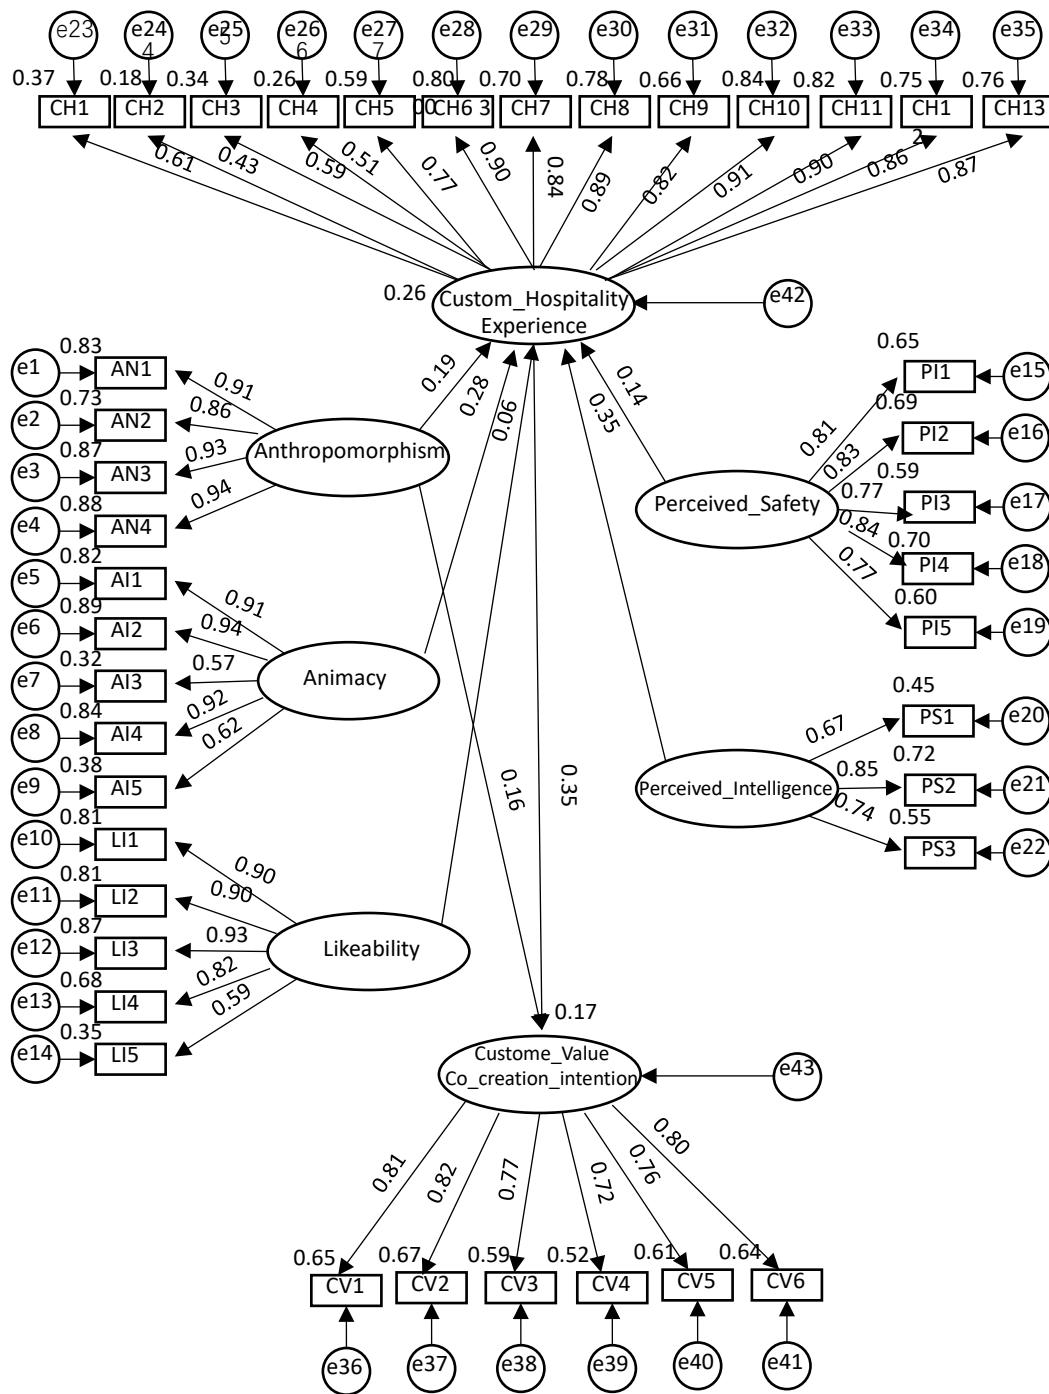 e23 e24 e25 e26 e27 e28 e29 e30 e31 e32 e33 e34 e35
4 5 6 7
0.37 0.18 0.34 0.26 0.59 0.80 0.70 0.78 0.66 0.84 0.82 0.75 0.76
CH1 CH2 CH3 CH4 CH5 00 CH6 3 CH7 CH8 CH9 CH10 CH11 CH1 CH13
2
0.61 0.43 0.59 0.51 0.77 0.90 0.84 0.89 0.82 0.91 0.90 0.86 0.87
0.26
Custom_Hospitality
Experience
e42
0.19 0.28 0.06 0.35 0.14
e1 0.83 AN1 0.91
e2 0.73 AN2 0.86
e3 0.87 AN3 0.93
e4 0.88 AN4 0.94
Anthropomorphism
e5 0.82 AI1 0.91
e6 0.89 AI2 0.94
e7 0.32 AI3 0.57
e8 0.84 AI4 0.92
e9 0.38 AI5 0.62
Animacy
e10 0.81 LI1 0.90
e11 0.81 LI2 0.90
e12 0.87 LI3 0.93
e13 0.68 LI4 0.82
e14 0.35 LI5 0.59
Likeability
Perceived_Safety
0.81 0.65 PI1 e15
0.83 0.69 PI2 e16
0.77 0.59 PI3 e17
0.84 0.70 PI4 e18
0.77 0.60 PI5 e19
Perceived_Intelligence
0.67 0.45 PS1 e20
0.85 0.72 PS2 e21
0.74 0.55 PS3 e22
0.16 0.35
0.17
Custome_Value
Co_creation_intention
e43
0.81 0.82 0.77 0.72 0.76 0.80
0.65 0.67 0.59 0.52 0.61 0.64
CV1 CV2 CV3 CV4 CV5 CV6
e36 e37 e38 e39 e40 e41